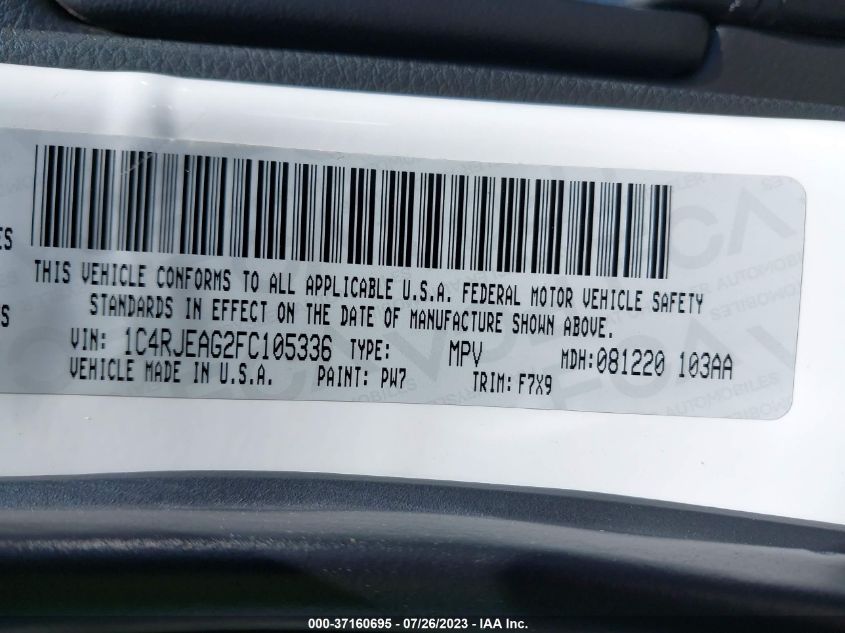 ES
THIS VEHICLE CONFORMS TO ALL APPLICABLE U.S.A. FEDERAL MOTOR VEHICLE SAFETY
S STANDARDS IN EFFECT ON THE DATE OF MANUFACTURE SHOWN ABOVE.
VIN: 1C4RJEAG2FC105336 TYPE: MPV MDH:081220 103AA
VEHICLE MADE IN U.S.A. PAINT: PW7 TRIM:F7X9
000-37160695 - 07/26/2023 - IAA Inc.